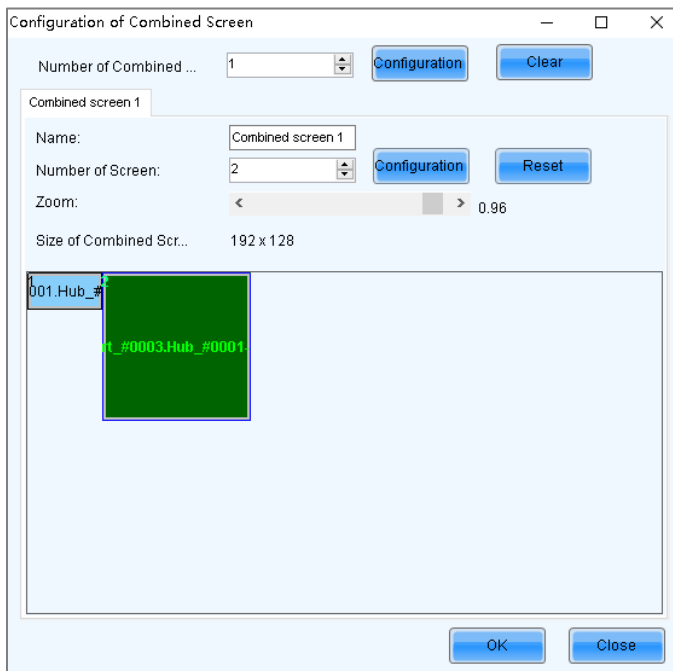 Configuration of Combined Screen
Number of Combined ... 1 Configuration Clear
Combined screen 1
Name: Combined screen 1
Number of Screen: 2 Configuration Reset
Zoom: 0.96
Size of Combined Scr... 192 x 128
1 2
001.Hub_#
rt_#0003.Hub_#0001-
OK Close